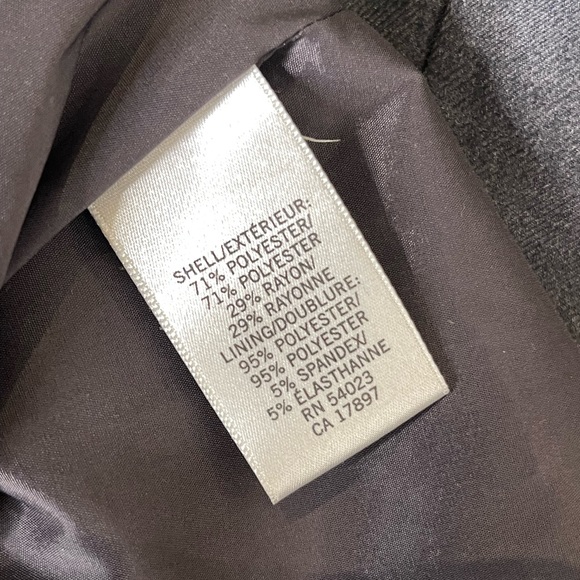 SHELL/EXTÉRIEUR:
71% POLYESTER/
71% POLYESTER
29% RAYON/
29% RAYONNE
LINING/DOUBLURE:
95% POLYESTER/
95% POLYESTER
5% SPANDEX/
5% ÉLASTHANNE
RN 54023
CA 17897